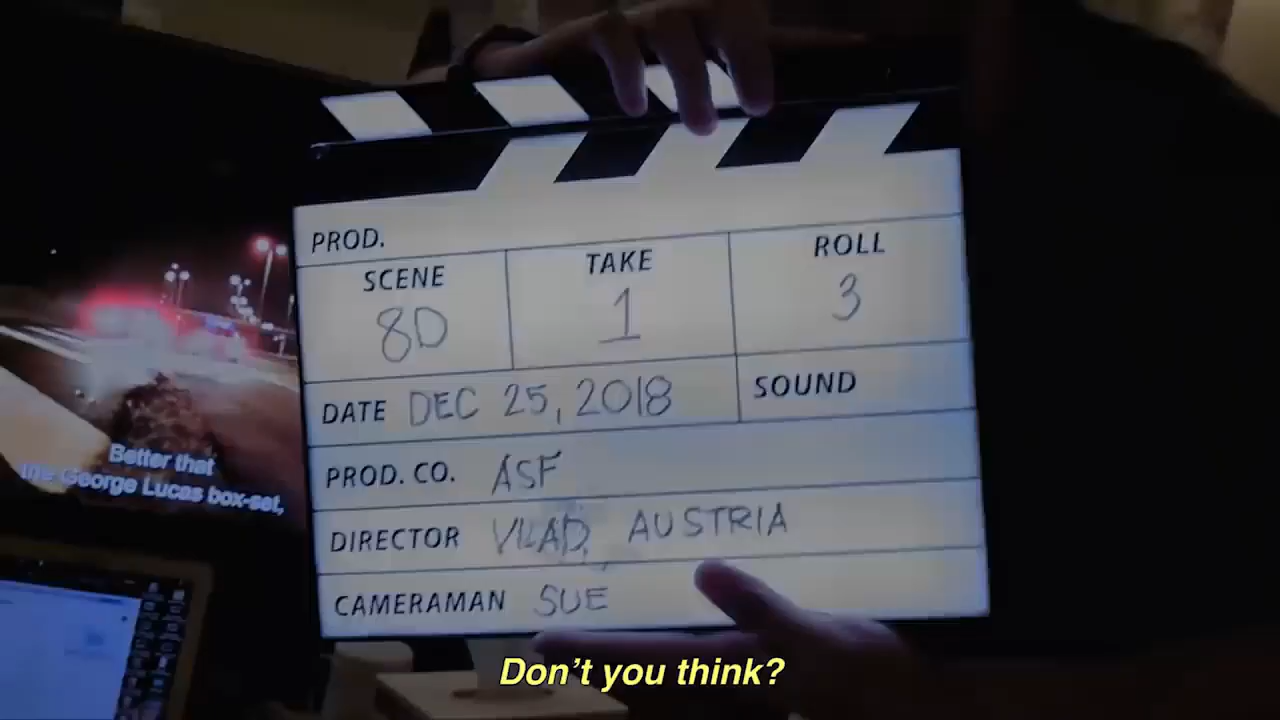 PROD.
SCENE
8D
TAKE
1
ROLL
3
DATE DEC 25, 2018
SOUND
PROD. CO. ASF
DIRECTOR VLAD, AUSTRIA
CAMERAMAN SUE
Better that
the George Lucas box-set,
Don't you think?